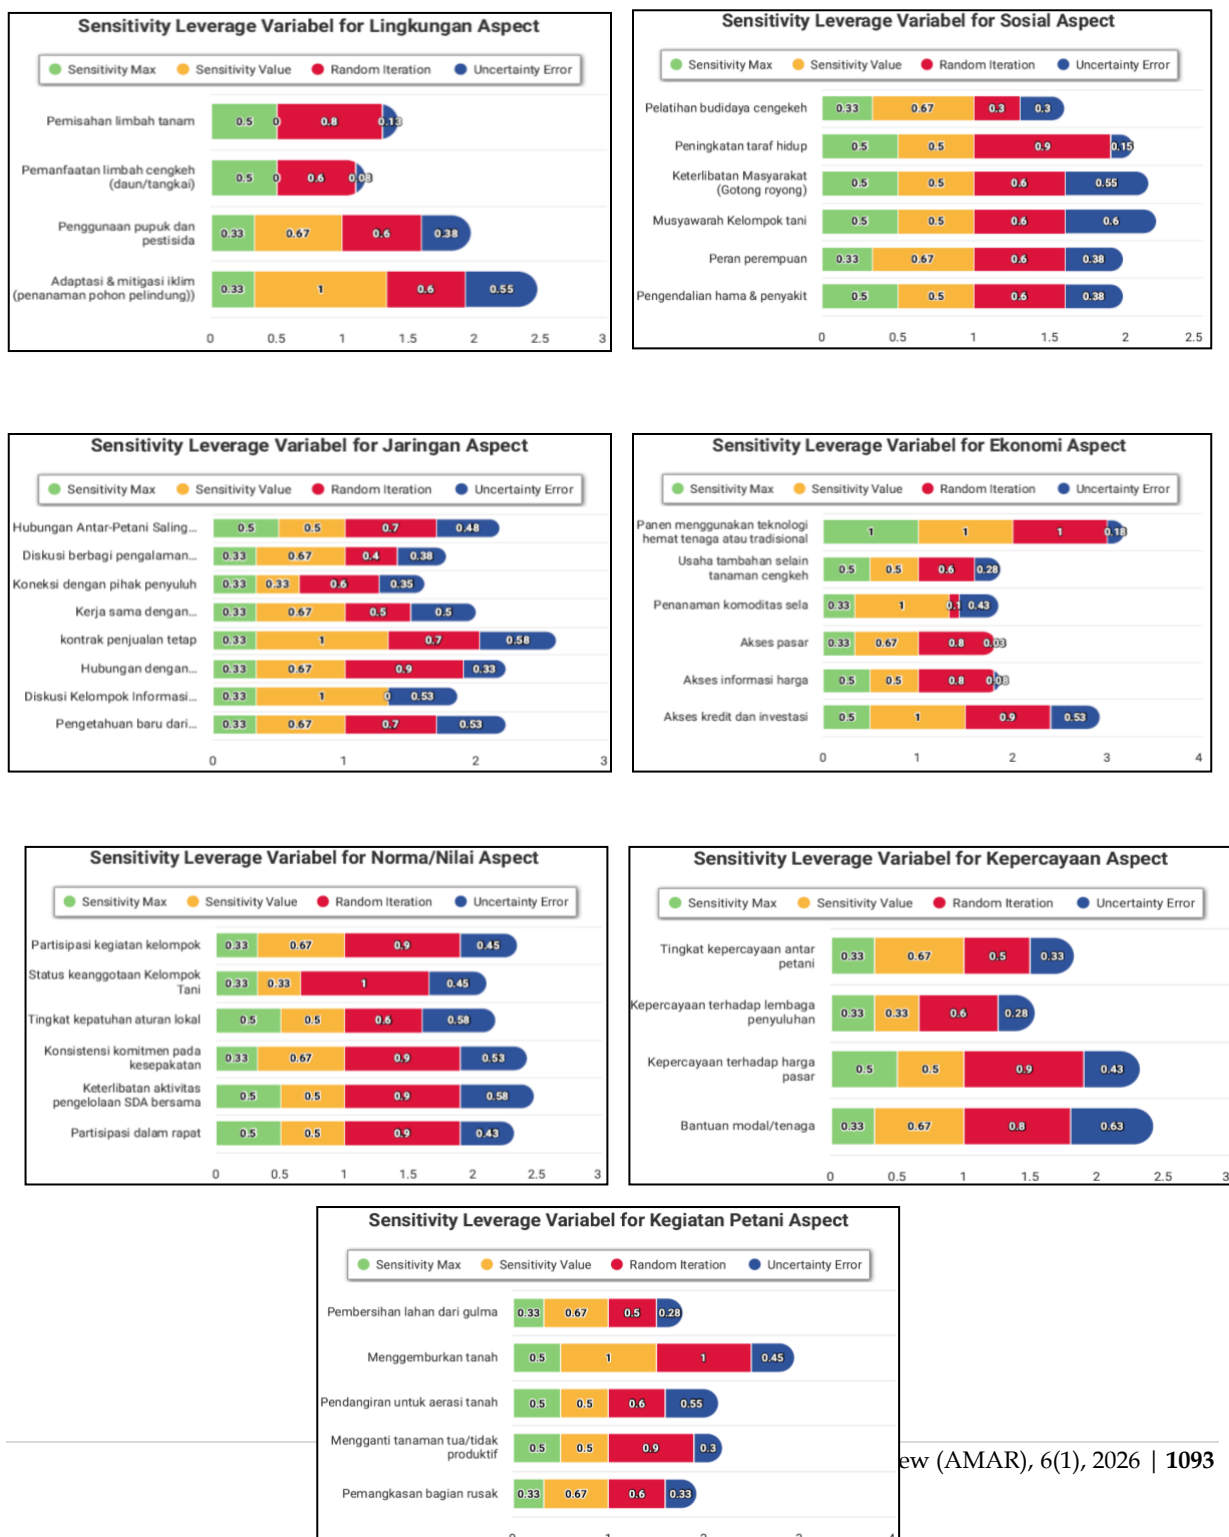 Sensitivity Leverage Variabel for Lingkungan Aspect
Sensitivity Max Sensitivity Value Random Iteration Uncertainty Error
Pemisahan limbah tanam 0.5 0 0.8 0.13
Pemanfaatan limbah cengkeh
(daun/tangkai) 0.5 0 0.6 0.03
Penggunaan pupuk dan
pestisida 0.33 0.67 0.6 0.38
Adaptasi & mitigasi iklim
(penanaman pohon pelindung)) 0.33 1 0.6 0.55
0 0.5 1 1.5 2 2.5 3
Sensitivity Leverage Variabel for Sosial Aspect
Sensitivity Max Sensitivity Value Random Iteration Uncertainty Error
Pelatihan budidaya cengekeh 0.33 0.67 0.3 0.3
Peningkatan taraf hidup 0.5 0.5 0.9 0.15
Keterlibatan Masyarakat
(Gotong royong) 0.5 0.5 0.6 0.55
Musyawarah Kelompok tani 0.5 0.5 0.6 0.6
Peran perempuan 0.33 0.67 0.6 0.38
Pengendalian hama & penyakit 0.5 0.5 0.6 0.38
0 0.5 1 1.5 2 2.5
Sensitivity Leverage Variabel for Jaringan Aspect
Sensitivity Max Sensitivity Value Random Iteration Uncertainty Error
Hubungan Antar-Petani Saling... 0.5 0.5 0.7 0.48
Diskusi berbagi pengalaman... 0.33 0.67 0.4 0.38
Koneksi dengan pihak penyuluh 0.33 0.33 0.6 0.35
Kerja sama dengan... 0.33 0.67 0.5 0.5
kontrak penjualan tetap 0.33 1 0.7 0.58
Hubungan dengan... 0.33 0.67 0.9 0.33
Diskusi Kelompok Informasi... 0.33 1 0 0.53
Pengetahuan baru dari... 0.33 0.67 0.7 0.53
0 1 2 3
Sensitivity Leverage Variabel for Ekonomi Aspect
Sensitivity Max Sensitivity Value Random Iteration Uncertainty Error
Panen menggunakan teknologi
hemat tenaga atau tradisional 1 1 1 0.18
Usaha tambahan selain
tanaman cengkeh 0.5 0.5 0.6 0.28
Penanaman komoditas sela 0.33 1 0.1 0.43
Akses pasar 0.33 0.67 0.8 0.03
Akses informasi harga 0.5 0.5 0.8 0.08
Akses kredit dan investasi 0.5 1 0.9 0.53
0 1 2 3 4
Sensitivity Leverage Variabel for Norma/Nilai Aspect
Sensitivity Max Sensitivity Value Random Iteration Uncertainty Error
Partisipasi kegiatan kelompok 0.33 0.67 0.9 0.45
Status keanggotaan Kelompok
Tani 0.33 0.33 1 0.45
Tingkat kepatuhan aturan lokal 0.5 0.5 0.6 0.58
Konsistensi komitmen pada
kesepakatan 0.33 0.67 0.9 0.53
Keterlibatan aktivitas
pengelolaan SDA bersama 0.5 0.5 0.9 0.58
Partisipasi dalam rapat 0.5 0.5 0.9 0.43
0 0.5 1 1.5 2 2.5 3
Sensitivity Leverage Variabel for Kepercayaan Aspect
Sensitivity Max Sensitivity Value Random Iteration Uncertainty Error
Tingkat kepercayaan antar
petani 0.33 0.67 0.5 0.33
Kepercayaan terhadap lembaga
penyuluhan 0.33 0.33 0.6 0.28
Kepercayaan terhadap harga
pasar 0.5 0.5 0.9 0.43
Bantuan modal/tenaga 0.33 0.67 0.8 0.63
0 0.5 1 1.5 2 2.5 3
Sensitivity Leverage Variabel for Kegiatan Petani Aspect
Sensitivity Max Sensitivity Value Random Iteration Uncertainty Error
Pembersihan lahan dari gulma 0.33 0.67 0.5 0.28
Menggemburkan tanah 0.5 1 1 0.45
Pendangiran untuk aerasi tanah 0.5 0.5 0.6 0.55
Mengganti tanaman tua/tidak
produktif 0.5 0.5 0.9 0.3
Pemangkasan bagian rusak 0.33 0.67 0.6 0.33
ew (AMAR), 6(1), 2026 | 1093